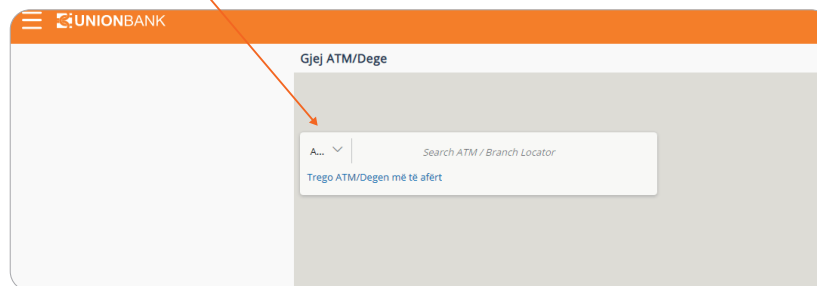 UNIONBANK
Gjej ATM/Dege
A... Search ATM / Branch Locator
Trego ATM/Degen më të afërt